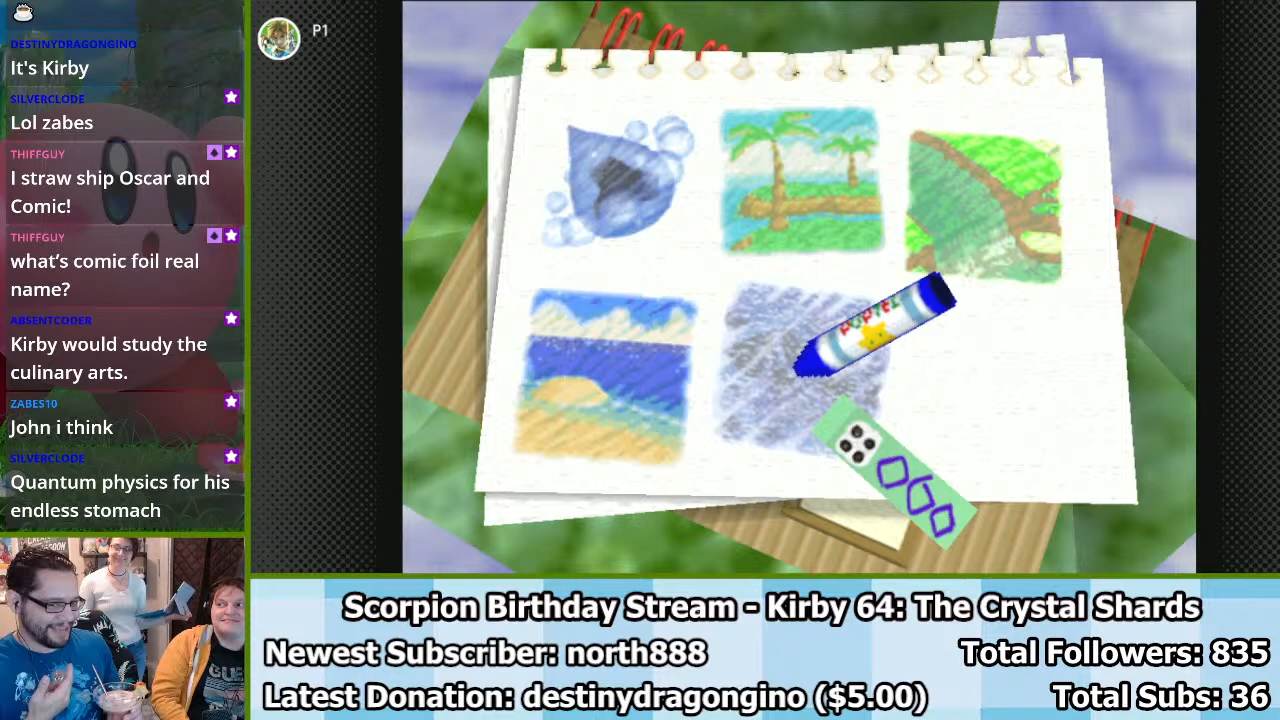 DESTINYDRAGONGINO
It's Kirby
SILVERCLODE
Lol zabes
THIFFGUY
I straw ship Oscar and
Comic!
THIFFGUY
what's comic foil real
name?
ABSENTCODER
Kirby would study the
culinary arts.
ZABES10
John i think
SILVERCLODE
Quantum physics for his
endless stomach
P1
POPTEL
Scorpion Birthday Stream - Kirby 64: The Crystal Shards
Newest Subscriber: north888
Total Followers: 835
Latest Donation: destinydragongino ($5.00)
Total Subs: 36